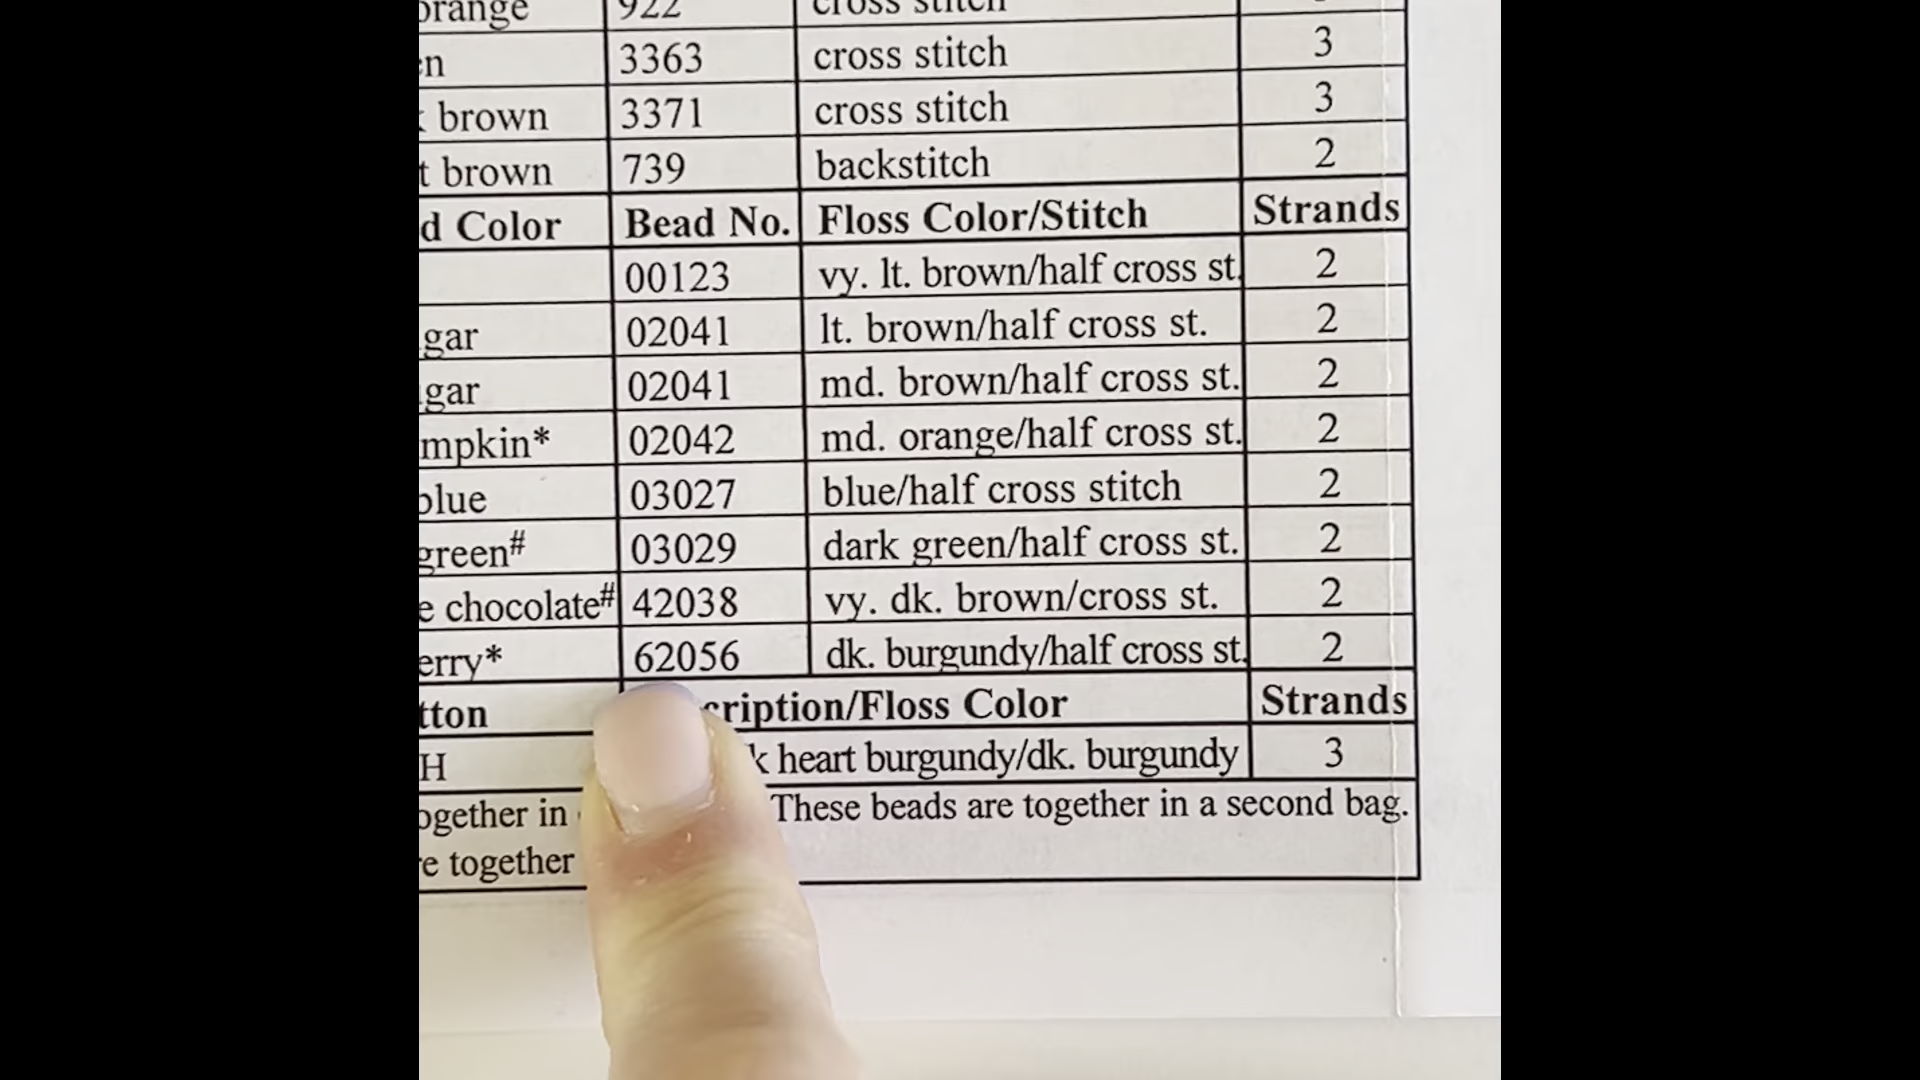 orange 922 cross stitch
3363 cross stitch 3
brown 3371 cross stitch 3
brown 739 backstitch 2
Color Bead No. Floss Color/Stitch Strands
00123 vy. lt. brown/half cross st. 2
gar 02041 lt. brown/half cross st. 2
gar 02041 md. brown/half cross st. 2
mpkin* 02042 md. orange/half cross st. 2
blue 03027 blue/half cross stitch 2
green# 03029 dark green/half cross st. 2
e chocolate# 42038 vy. dk. brown/cross st. 2
erry* 62056 dk. burgundy/half cross st. 2
tton cription/Floss Color Strands
H k heart burgundy/dk. burgundy 3
ogether in These beads are together in a second bag.
e together